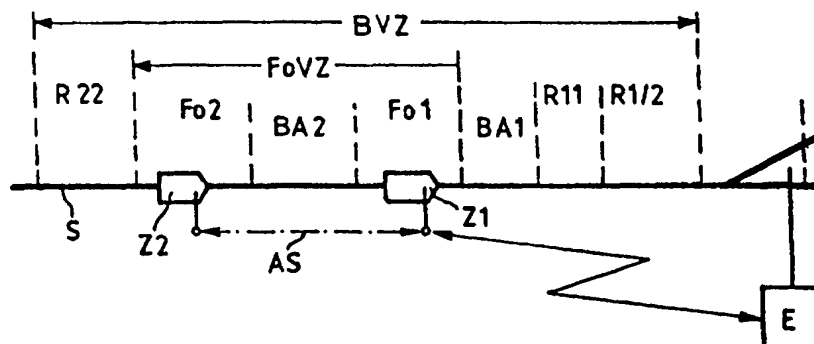 BVZ
FoVZ
R 22 Fo2 BA2 Fo1 BA1 R11 R1/2
S Z2 AS Z1
E